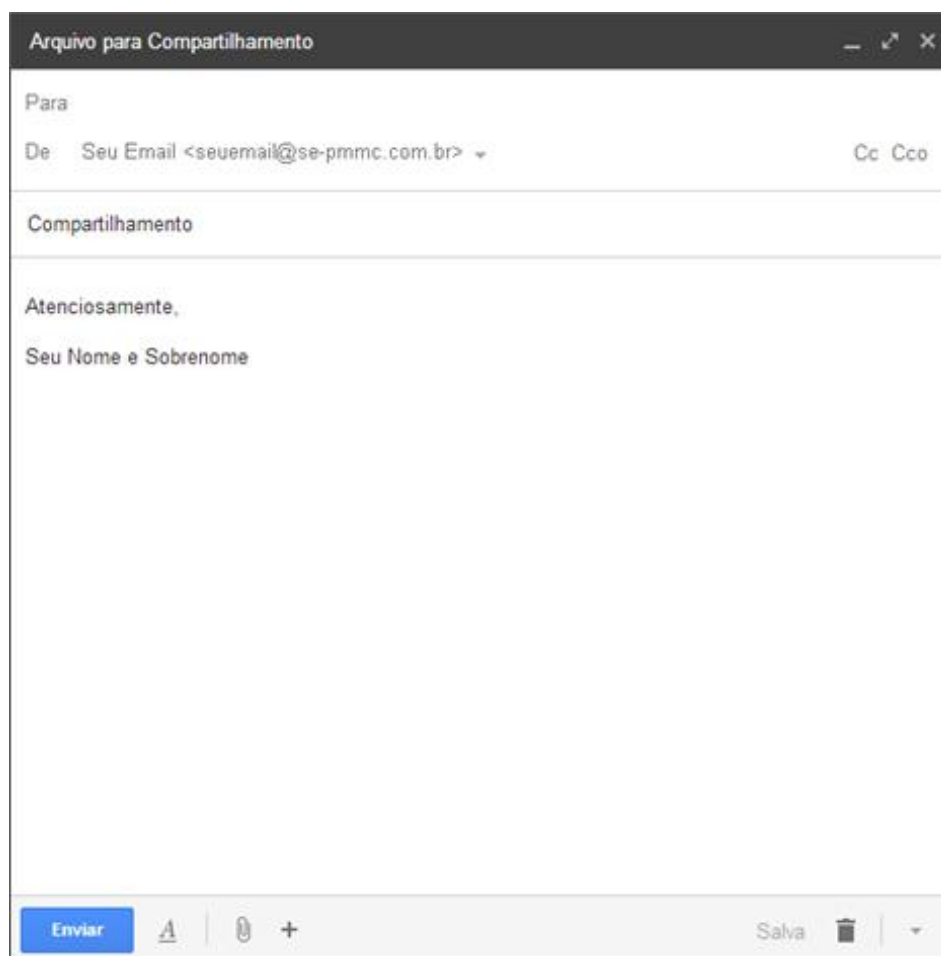 Arquivo para Compartilhamento
Para
De Seu Email <seuemail@se-pmmc.com.br>
Cc Cco
Compartilhamento
Atenciosamente,
Seu Nome e Sobrenome
Enviar A
Salva